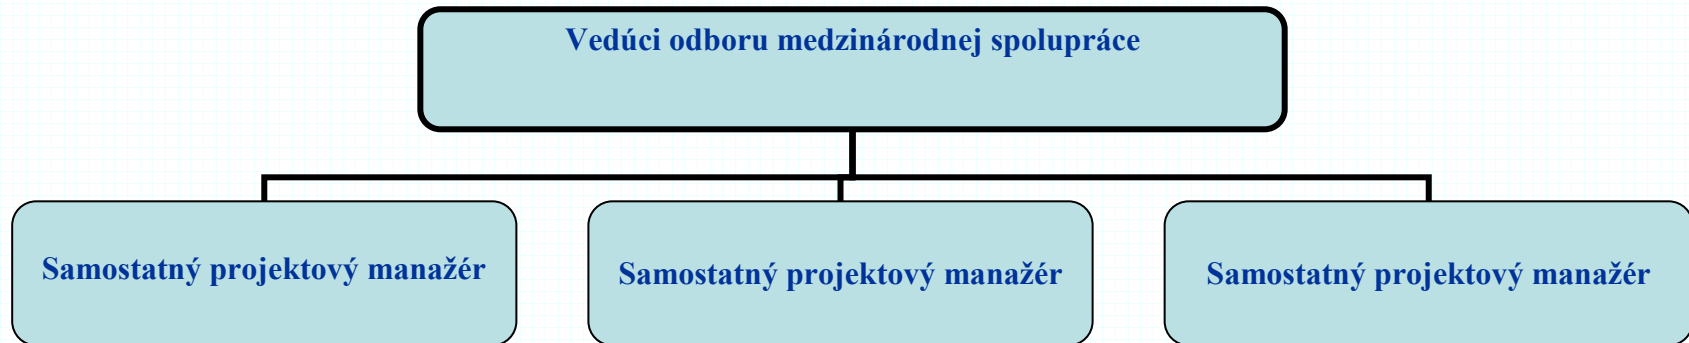 Vedúci odboru medzinárodnej spolupráce
Samostatný projektový manažér
Samostatný projektový manažér
Samostatný projektový manažér